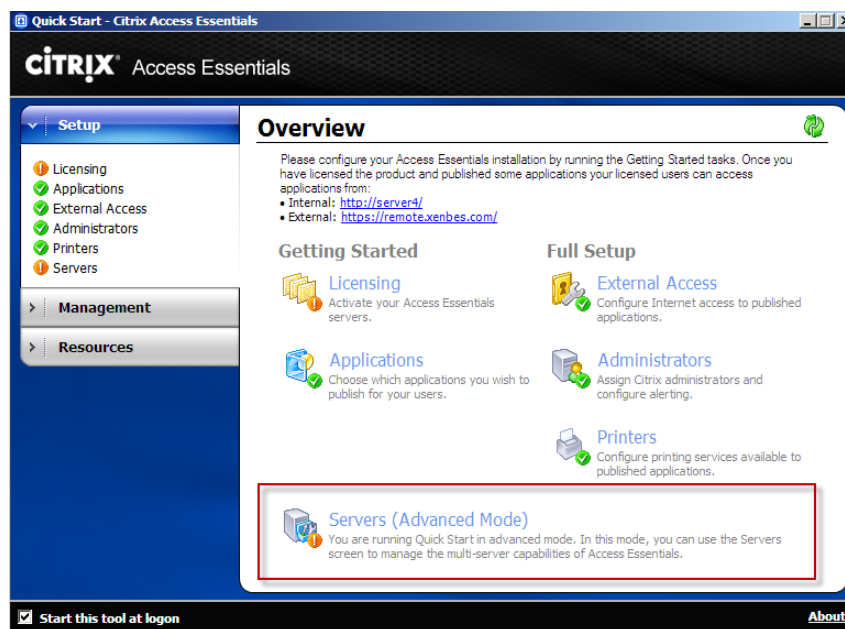 Quick Start - Citrix Access Essentials
CITRIX Access Essentials
Setup
Licensing
Applications
External Access
Administrators
Printers
Servers
Management
Resources
Overview
Please configure your Access Essentials installation by running the Getting Started tasks. Once you
have licensed the product and published some applications your licensed users can access
applications from:
• Internal: http://server4/
• External: https://remote.xenbes.com/
Getting Started
Licensing
Activate your Access Essentials
servers.
Applications
Choose which applications you wish to
publish for your users.
Full Setup
External Access
Configure Internet access to published
applications.
Administrators
Assign Citrix administrators and
configure alerting.
Printers
Configure printing services available to
published applications.
Servers (Advanced Mode)
You are running Quick Start in advanced mode. In this mode, you can use the Servers
screen to manage the multi-server capabilities of Access Essentials.
Start this tool at logon
About